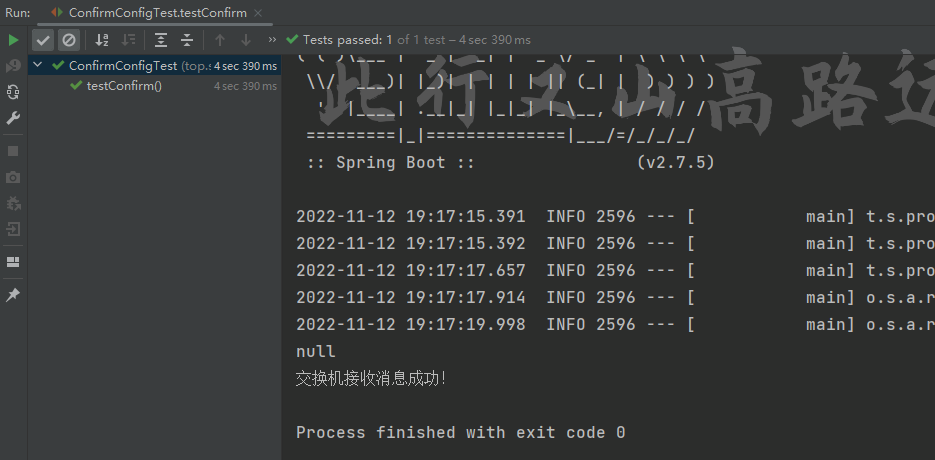 Run: ConfirmConfigTest.testConfirm
Tests passed: 1 of 1 test – 4 sec 390 ms
ConfirmConfigTest (top.s 4 sec 390 ms
testConfirm() 4 sec 390 ms
此行 山高路远
=========|_|==============|___/=/_/_/_/
:: Spring Boot :: (v2.7.5)
2022-11-12 19:17:15.391 INFO 2596 --- [ main] t.s.pro
2022-11-12 19:17:15.392 INFO 2596 --- [ main] t.s.pro
2022-11-12 19:17:17.657 INFO 2596 --- [ main] t.s.pro
2022-11-12 19:17:17.914 INFO 2596 --- [ main] o.s.a.r
2022-11-12 19:17:19.998 INFO 2596 --- [ main] o.s.a.r
null
交换机接收消息成功!
Process finished with exit code 0